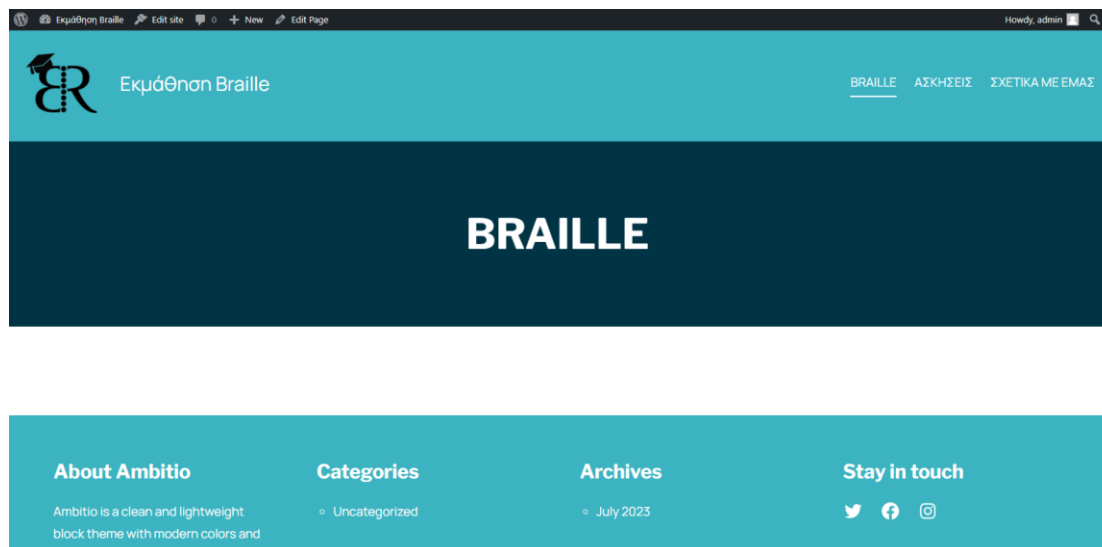 Εκμάθηση Braille Edit site 0 New Edit Page Howdy, admin
Εκμάθηση Braille BRAILLE ΑΣΚΗΣΕΙΣ ΣΧΕΤΙΚΑ ΜΕ ΕΜΑΣ
BRAILLE
About Ambitio Categories Archives Stay in touch
Ambitio is a clean and lightweight Uncategorized July 2023
block theme with modern colors and